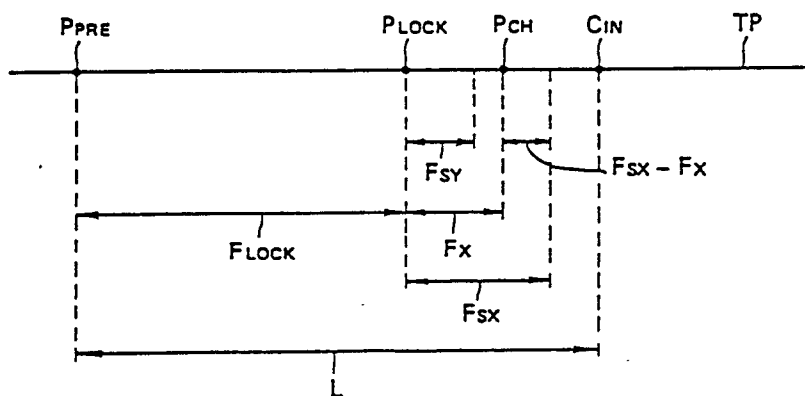 PPRE PLOCK PCH CIN TP
FSY FSX – FX
FLOCK FX
FSX
L